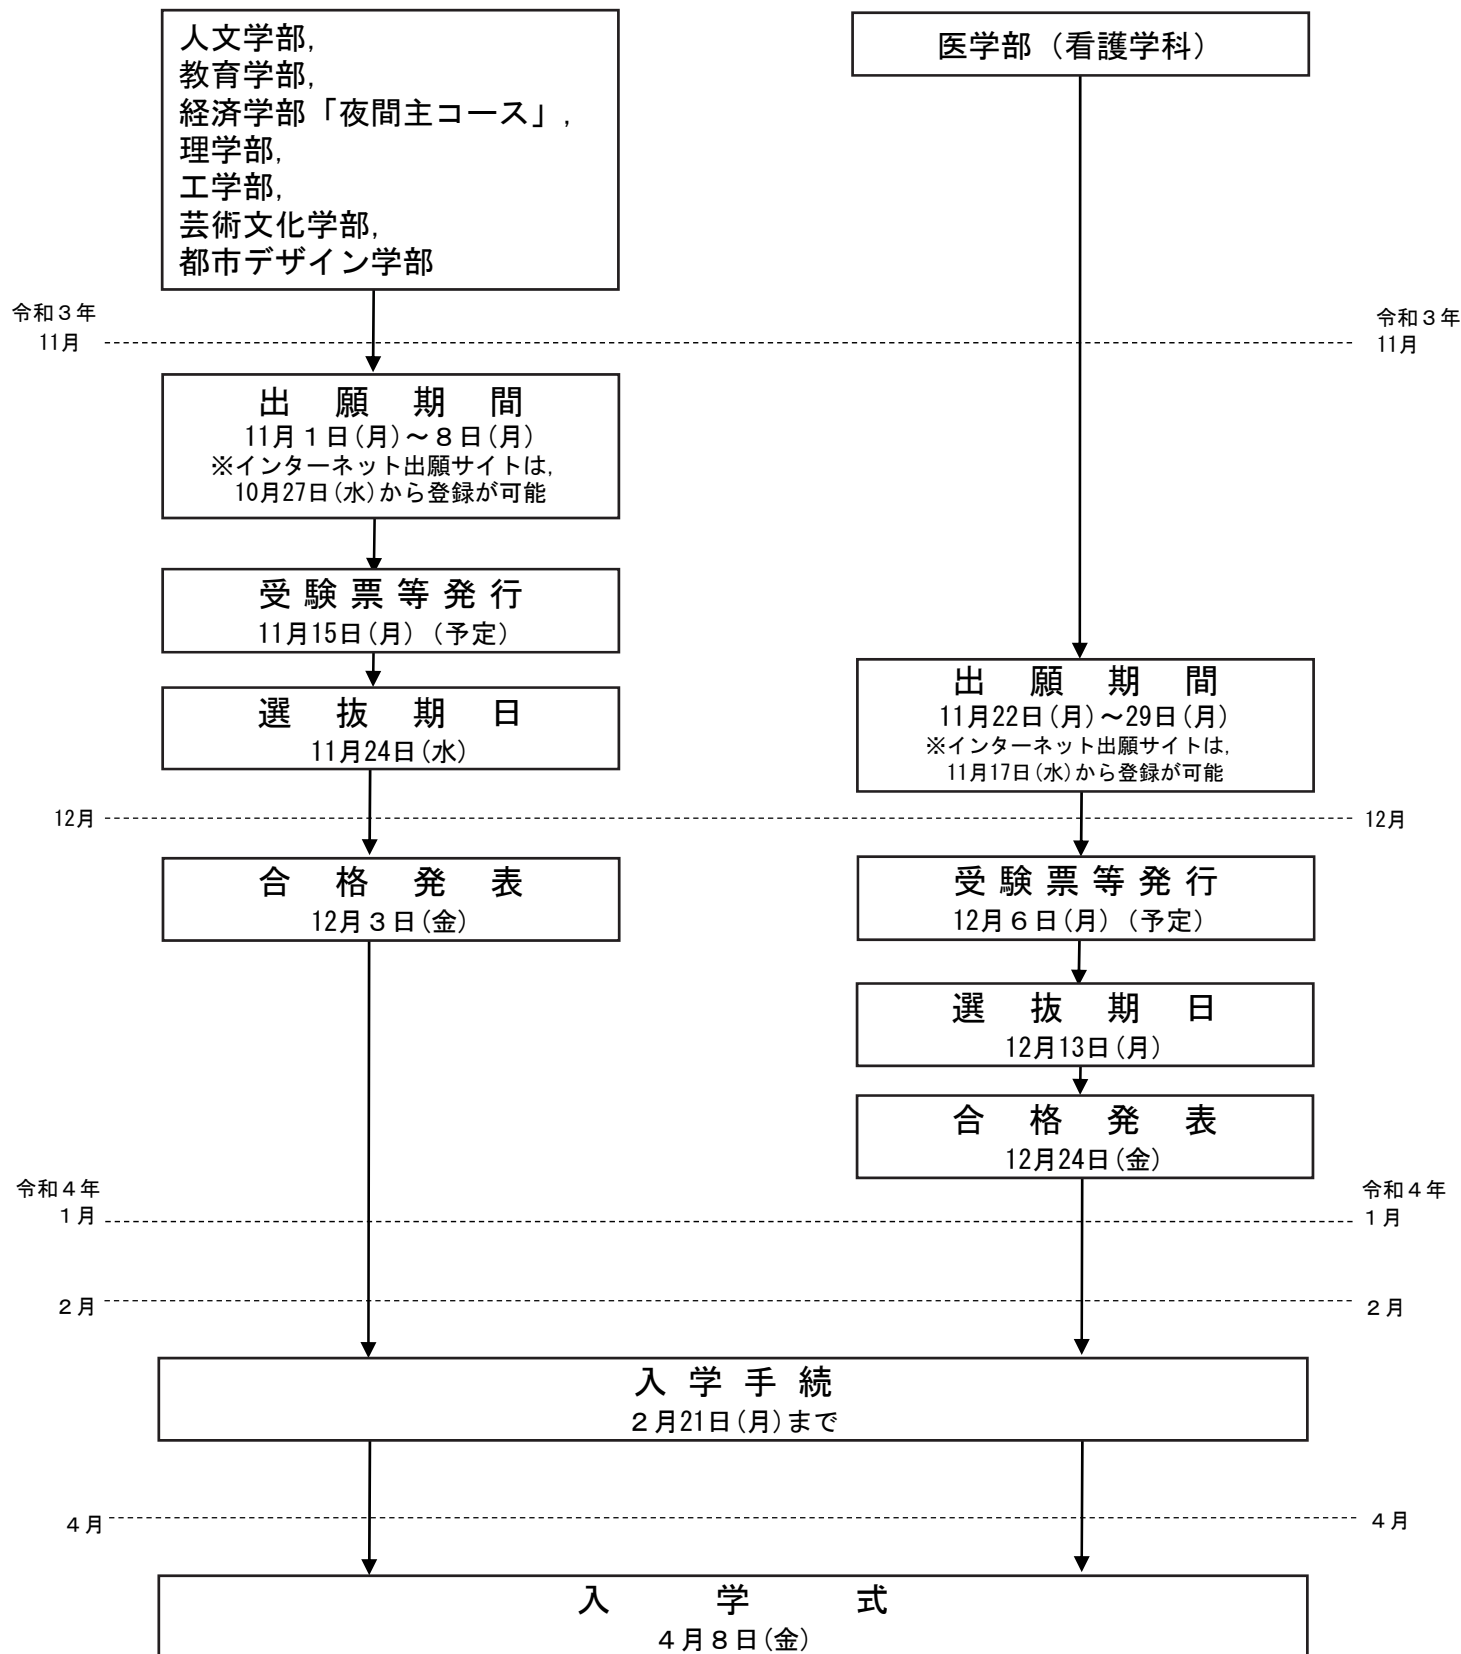 人文学部,
教育学部,
経済学部「夜間主コース」,
理学部,
工学部,
芸術文化学部,
都市デザイン学部
医学部（看護学科）
令和３年
11月
令和３年
11月
出願期間
11月１日(月)～８日(月)
※インターネット出願サイトは,
10月27日(水)から登録が可能
受験票等発行
11月15日(月)（予定）
選抜期日
11月24日(水)
出願期間
11月22日(月)～29日(月)
※インターネット出願サイトは,
11月17日(水)から登録が可能
12月
12月
合格発表
12月３日(金)
受験票等発行
12月６日(月)（予定）
選抜期日
12月13日(月)
合格発表
12月24日(金)
令和４年
１月
令和４年
１月
２月
２月
入学手続
２月21日(月)まで
４月
４月
入学式
４月８日(金)